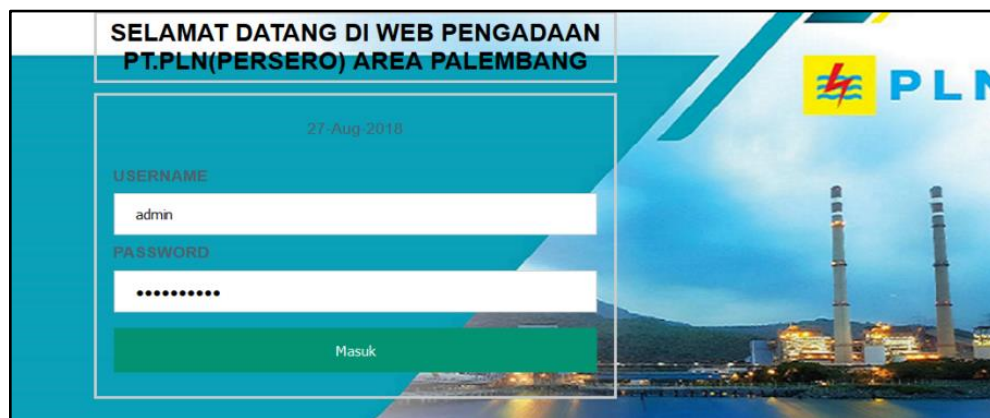 SELAMAT DATANG DI WEB PENGADAAN
PT.PLN(PERSERO) AREA PALEMBANG
PLN
27-Aug-2018
USERNAME
admin
PASSWORD
••••••••••
Masuk